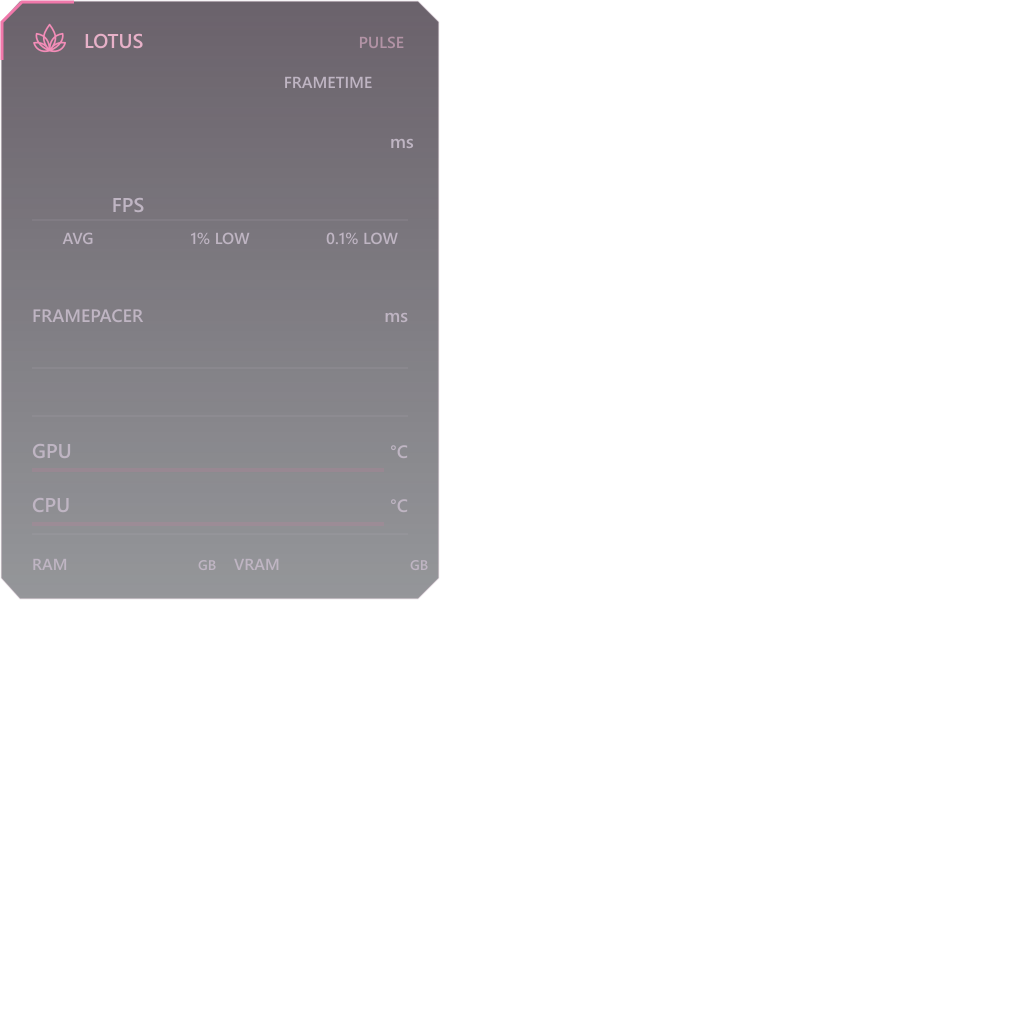 LOTUS PULSE
FRAMETIME
ms
FPS
AVG 1% LOW 0.1% LOW
FRAMEPACER ms
GPU °C
CPU °C
RAM GB VRAM GB